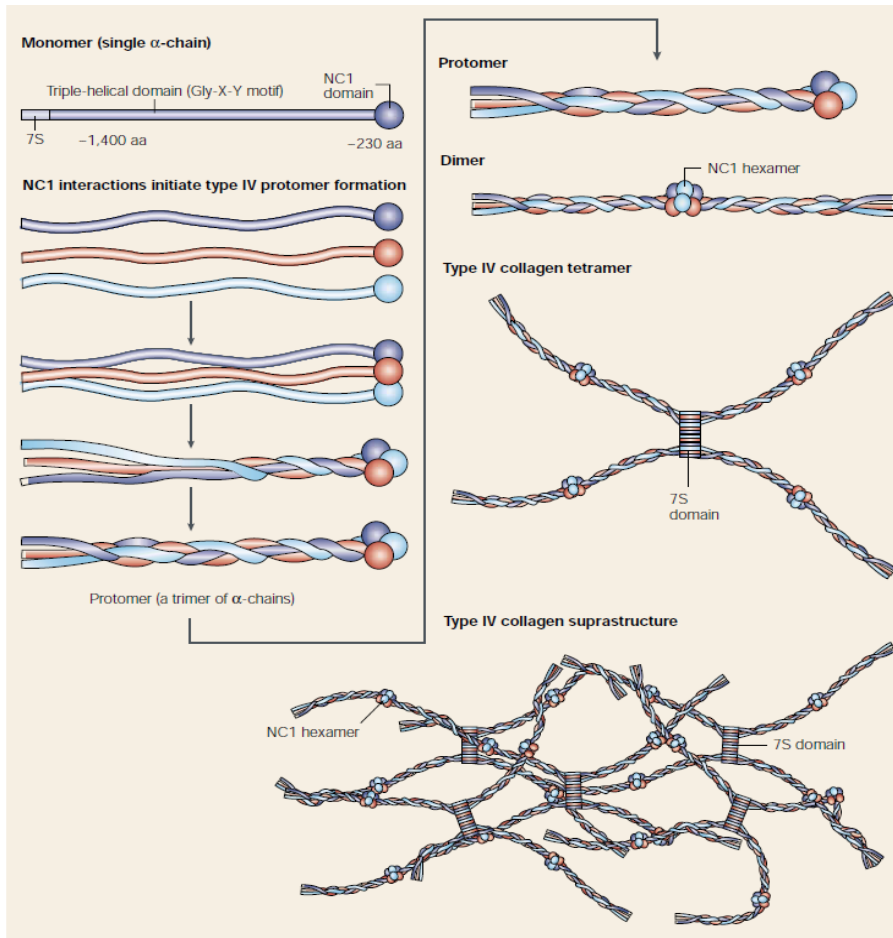 Monomer (single α-chain)
Triple-helical domain (Gly-X-Y motif)
NC1
domain
7S
~1,400 aa
~230 aa
NC1 interactions initiate type IV protomer formation
Protomer (a trimer of α-chains)
Protomer
Dimer
NC1 hexamer
Type IV collagen tetramer
7S
domain
Type IV collagen suprastructure
NC1 hexamer
7S domain